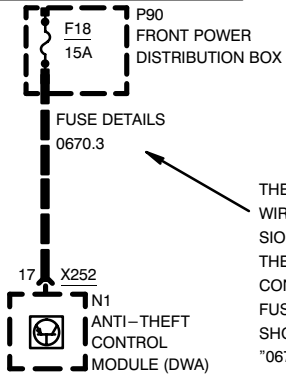 P90
F18
FRONT POWER
15A
DISTRIBUTION BOX
FUSE DETAILS
0670.3
THE
WIR
SIO
THE
CON
FUS
SHO
"067
17 X252
N1
ANTI–THEFT
CONTROL
MODULE (DWA)